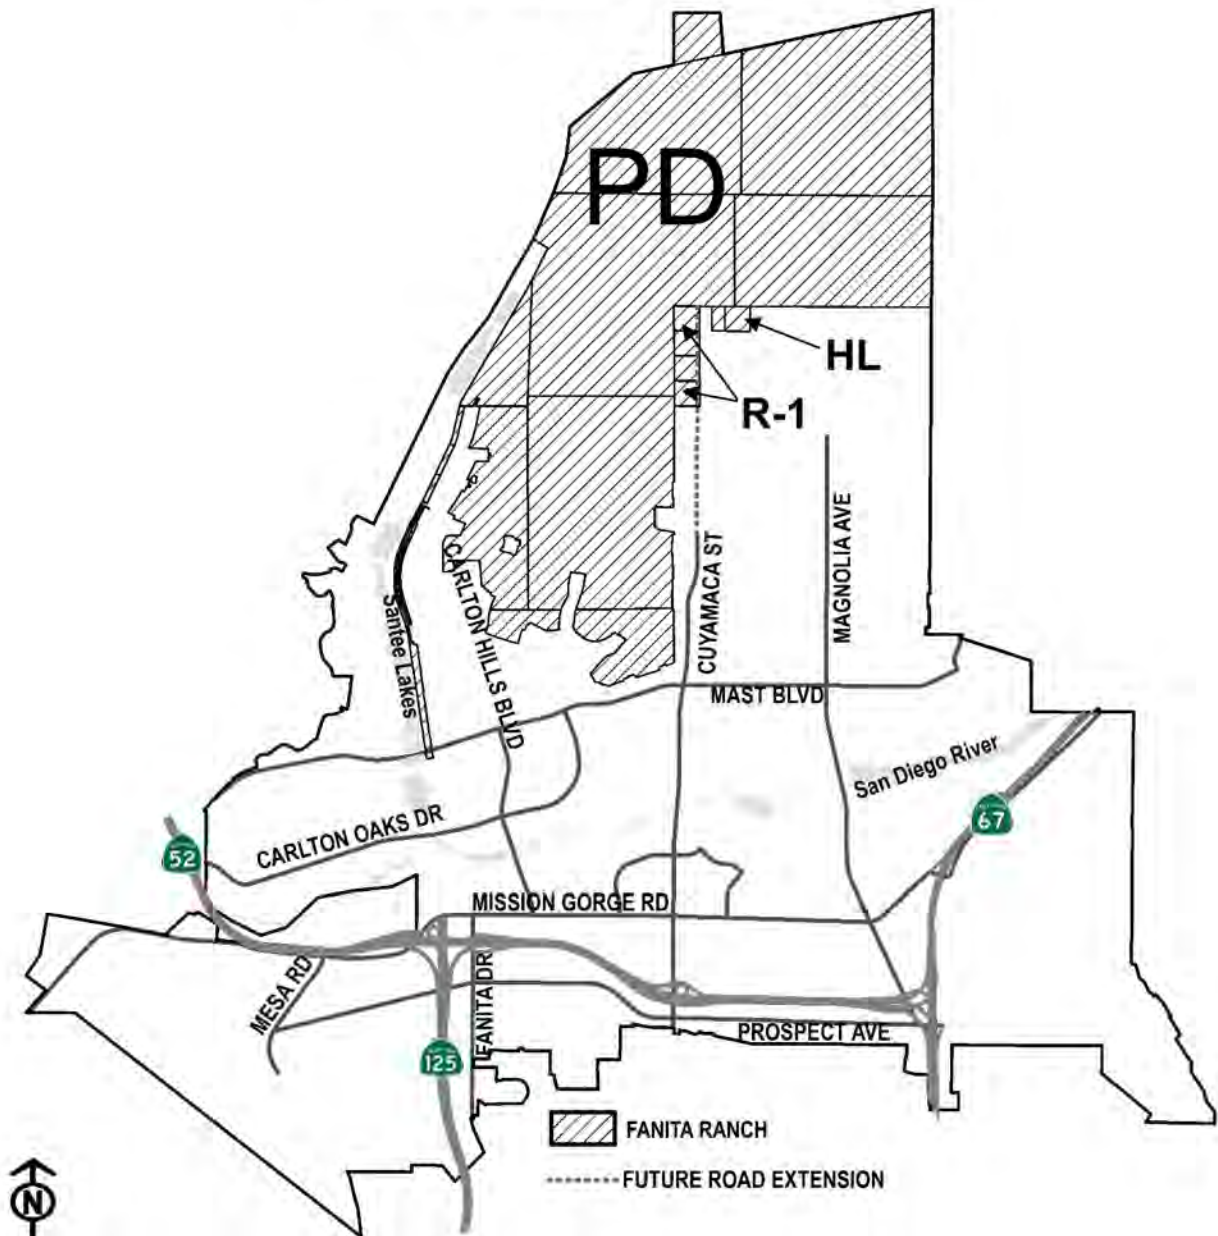 PD
HL
R-1
CUYAMACA ST
MAGNOLIA AVE
CARLTON HILLS BLVD
Santee Lakes
MAST BLVD
San Diego River
67
CARLTON OAKS DR
52
MISSION GORGE RD
MESA RD
FANITA DR
PROSPECT AVE
125
FANITA RANCH
FUTURE ROAD EXTENSION
N